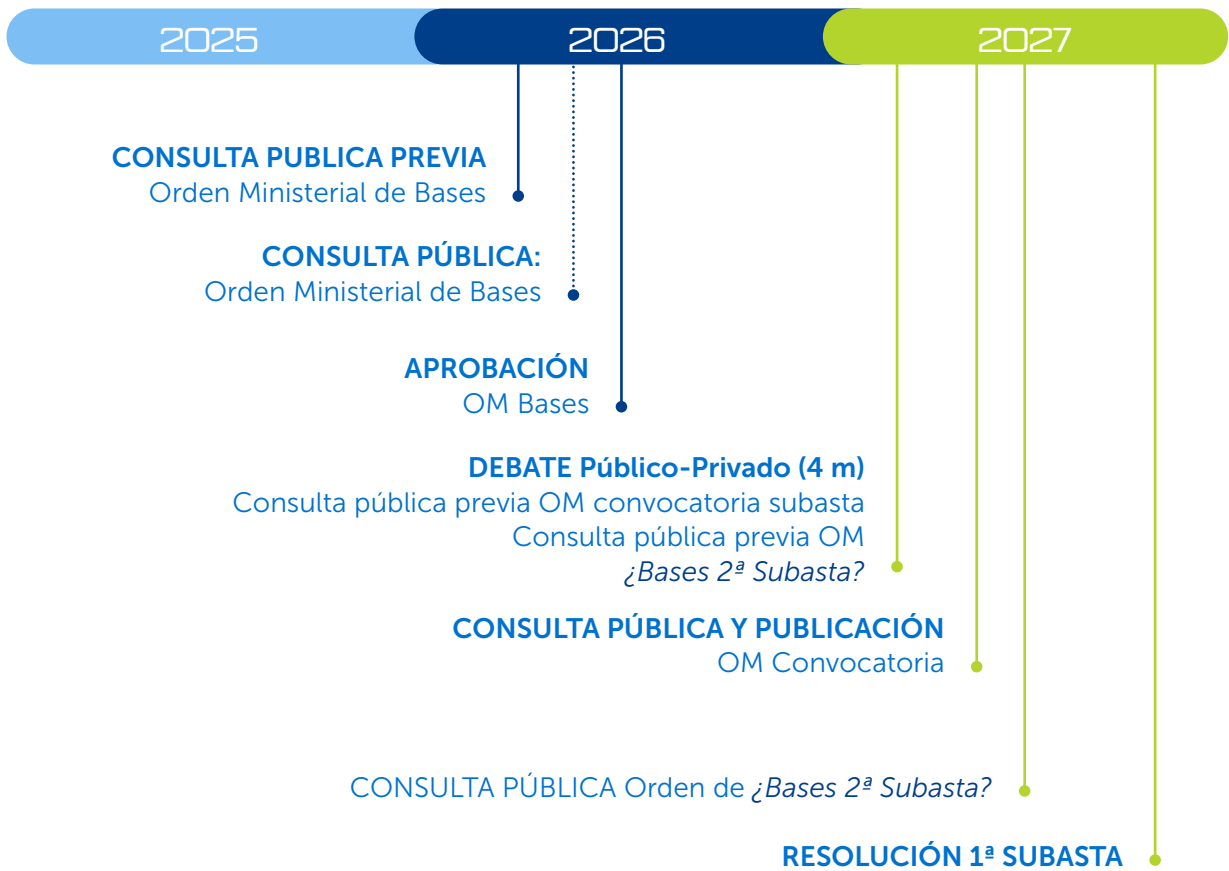 2025
2026
2027
CONSULTA PUBLICA PREVIA
Orden Ministerial de Bases
CONSULTA PÚBLICA:
Orden Ministerial de Bases
APROBACIÓN
OM Bases
DEBATE Público-Privado (4 m)
Consulta pública previa OM convocatoria subasta
Consulta pública previa OM
¿Bases 2ª Subasta?
CONSULTA PÚBLICA Y PUBLICACIÓN
OM Convocatoria
CONSULTA PÚBLICA Orden de ¿Bases 2ª Subasta?
RESOLUCIÓN 1ª SUBASTA